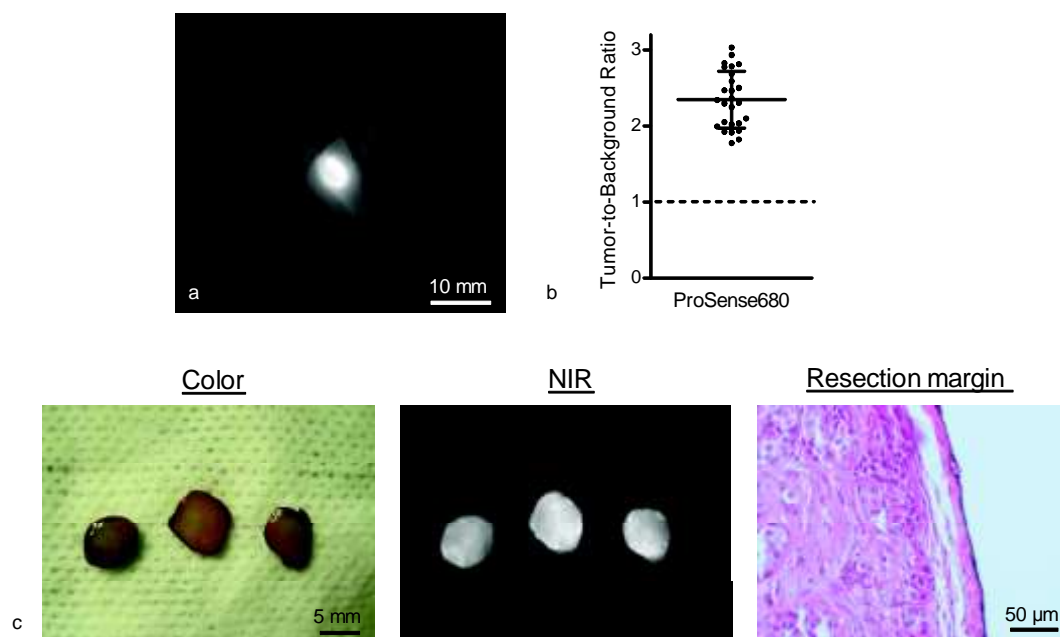 a
10 mm
b
Tumor-to-Background Ratio
3
2
1
0
ProSense680
Color
NIR
Resection margin
c
5 mm
50 µm